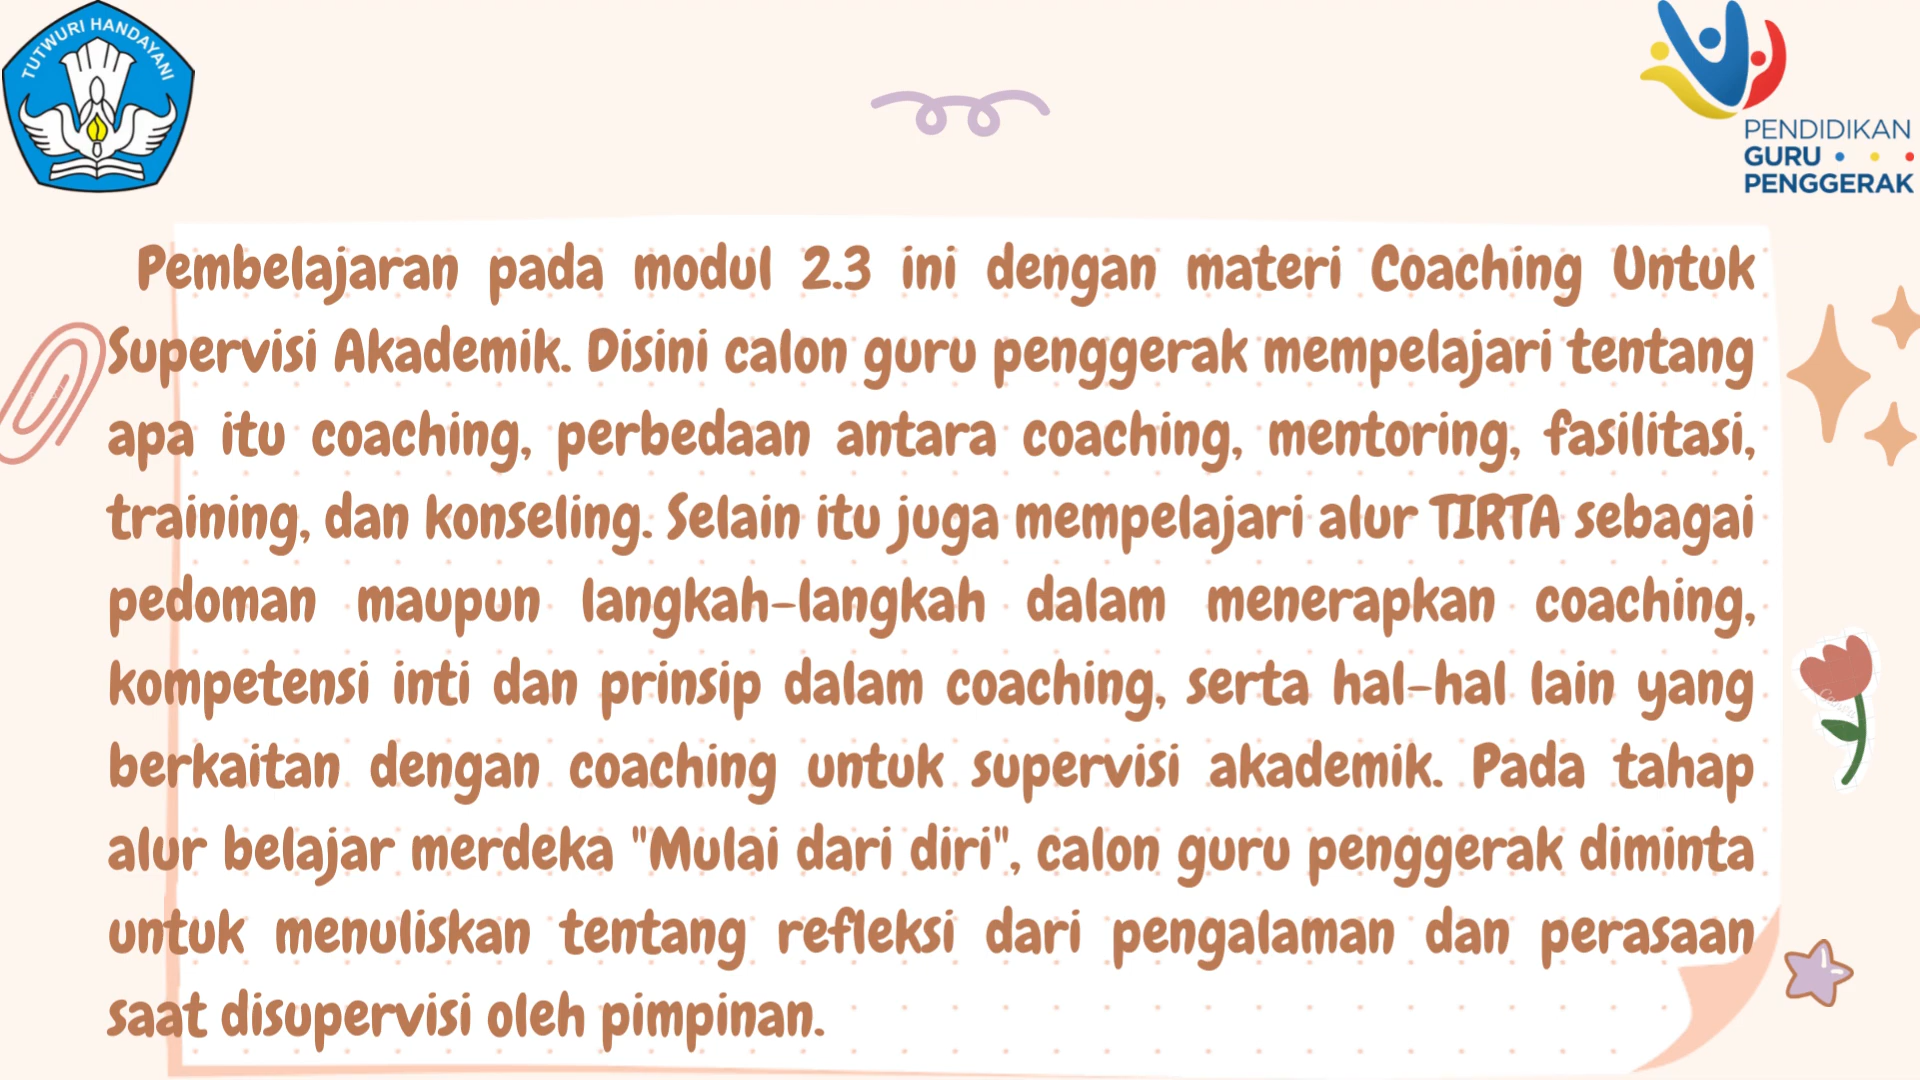 TUTWURI HANDAYANI
PENDIDIKAN
GURU
PENGGERAK
Pembelajaran pada modul 2.3 ini dengan materi Coaching Untuk
Supervisi Akademik. Disini calon guru penggerak mempelajari tentang
apa itu coaching, perbedaan antara coaching, mentoring, fasilitasi,
training, dan konseling. Selain itu juga mempelajari alur TIRTA sebagai
pedoman maupun langkah-langkah dalam menerapkan coaching,
kompetensi inti dan prinsip dalam coaching, serta hal-hal lain yang
berkaitan dengan coaching untuk supervisi akademik. Pada tahap
alur belajar merdeka "Mulai dari diri", calon guru penggerak diminta
untuk menuliskan tentang refleksi dari pengalaman dan perasaan
saat disupervisi oleh pimpinan.